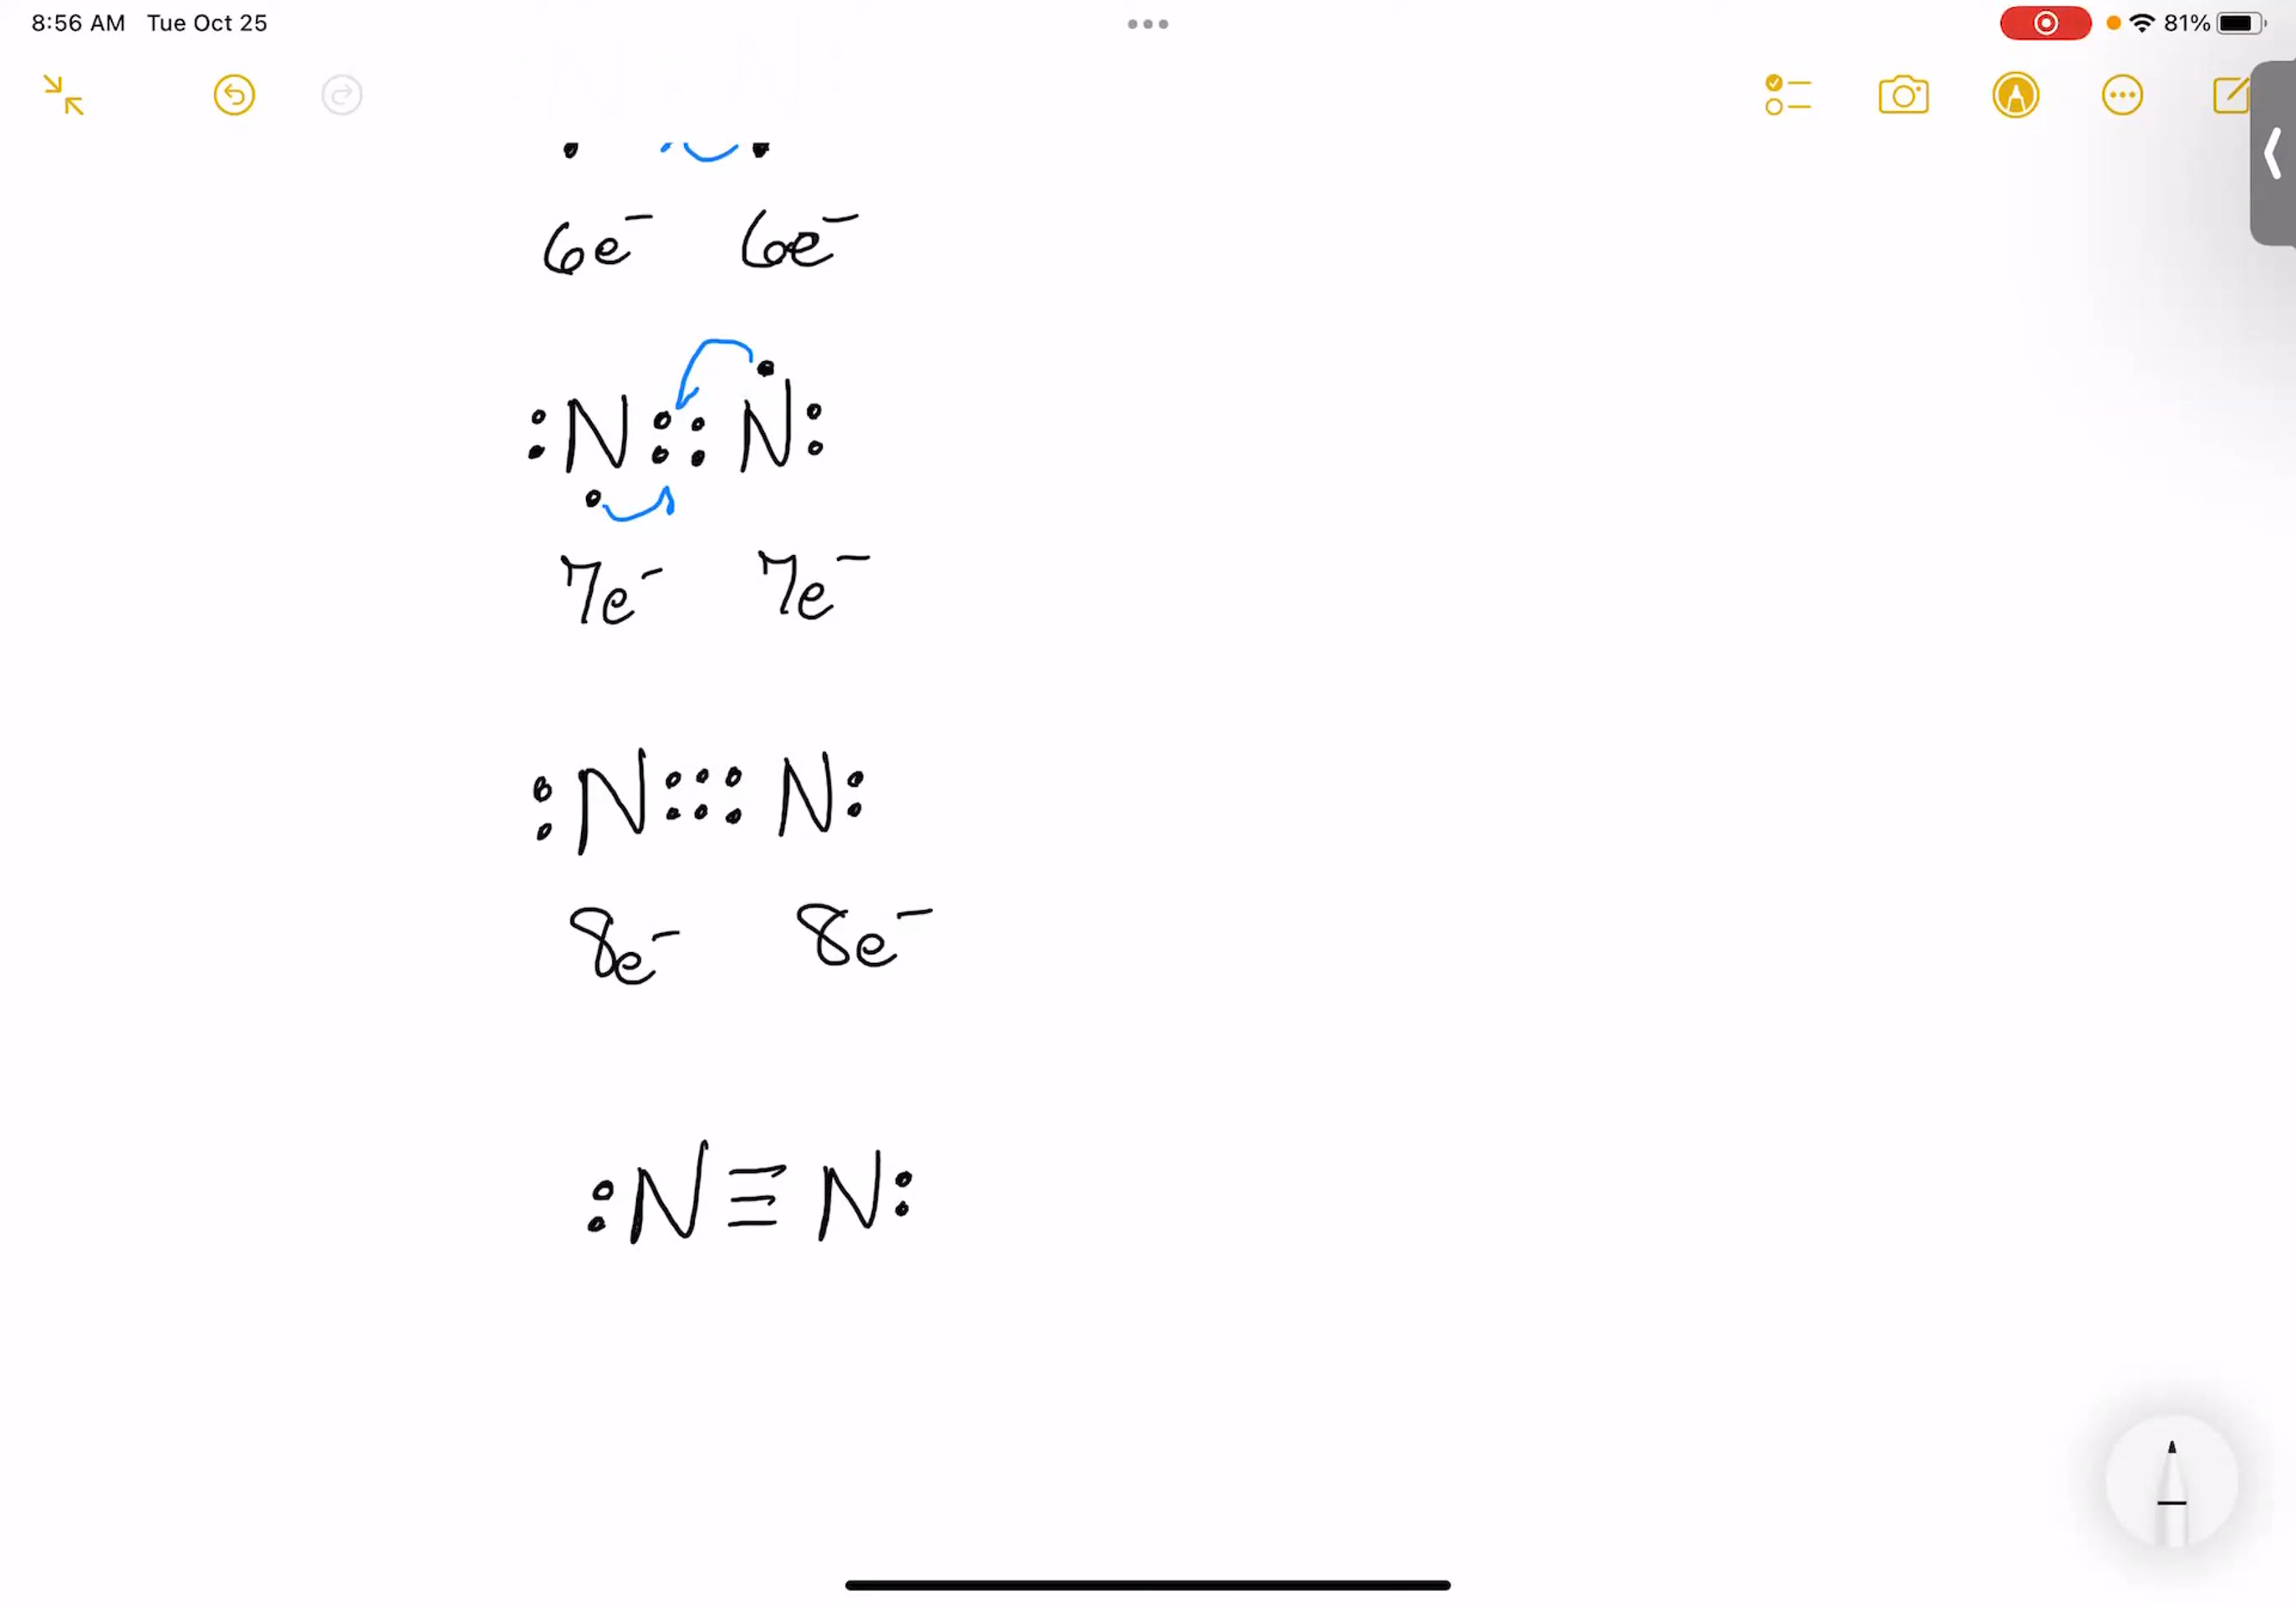 8:56 AM Tue Oct 25 81%
6e⁻ 6e⁻
:N::N:
7e⁻ 7e⁻
:N:::N:
8e⁻ 8e⁻
:N≡N: